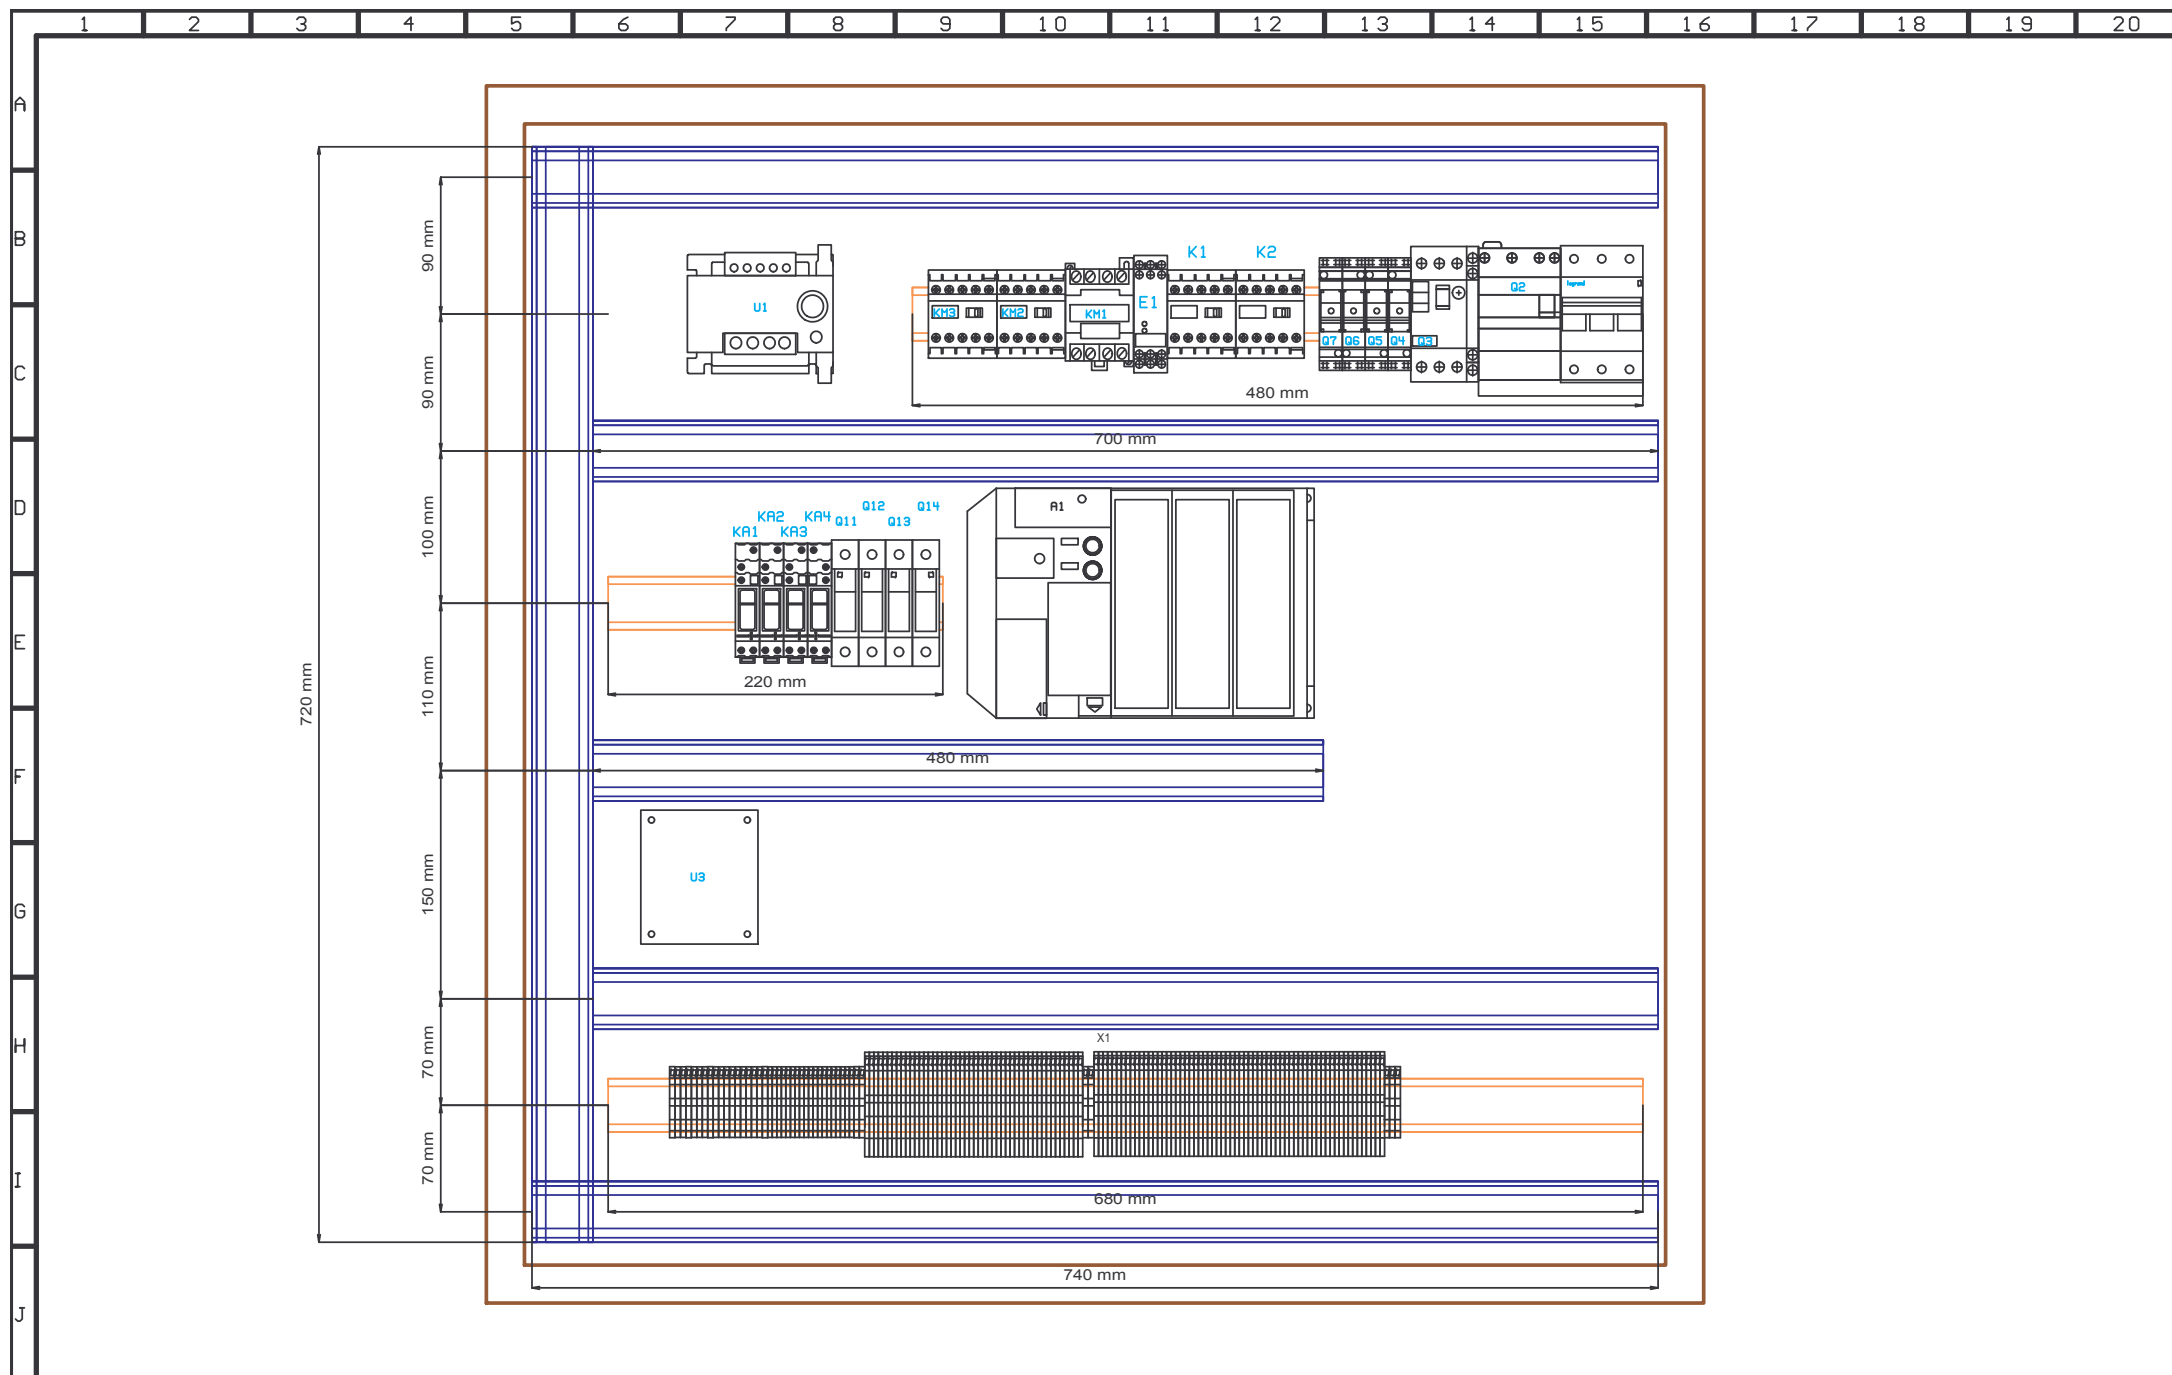 1 2 3 4 5 6 7 8 9 10 11 12 13 14 15 16 17 18 19 20
A
B
C
D
E
F
G
H
I
J
720 mm
90 mm
90 mm
100 mm
110 mm
150 mm
70 mm
70 mm
K1 K2
U1
KM3 KM2 KM1 E1
Q7 Q6 Q5 Q4 Q3
Q2
legrand
480 mm
700 mm
KA1 KA2 KA3 KA4 Q11 Q12 Q13 Q14
A1
220 mm
480 mm
U3
X1
680 mm
740 mm